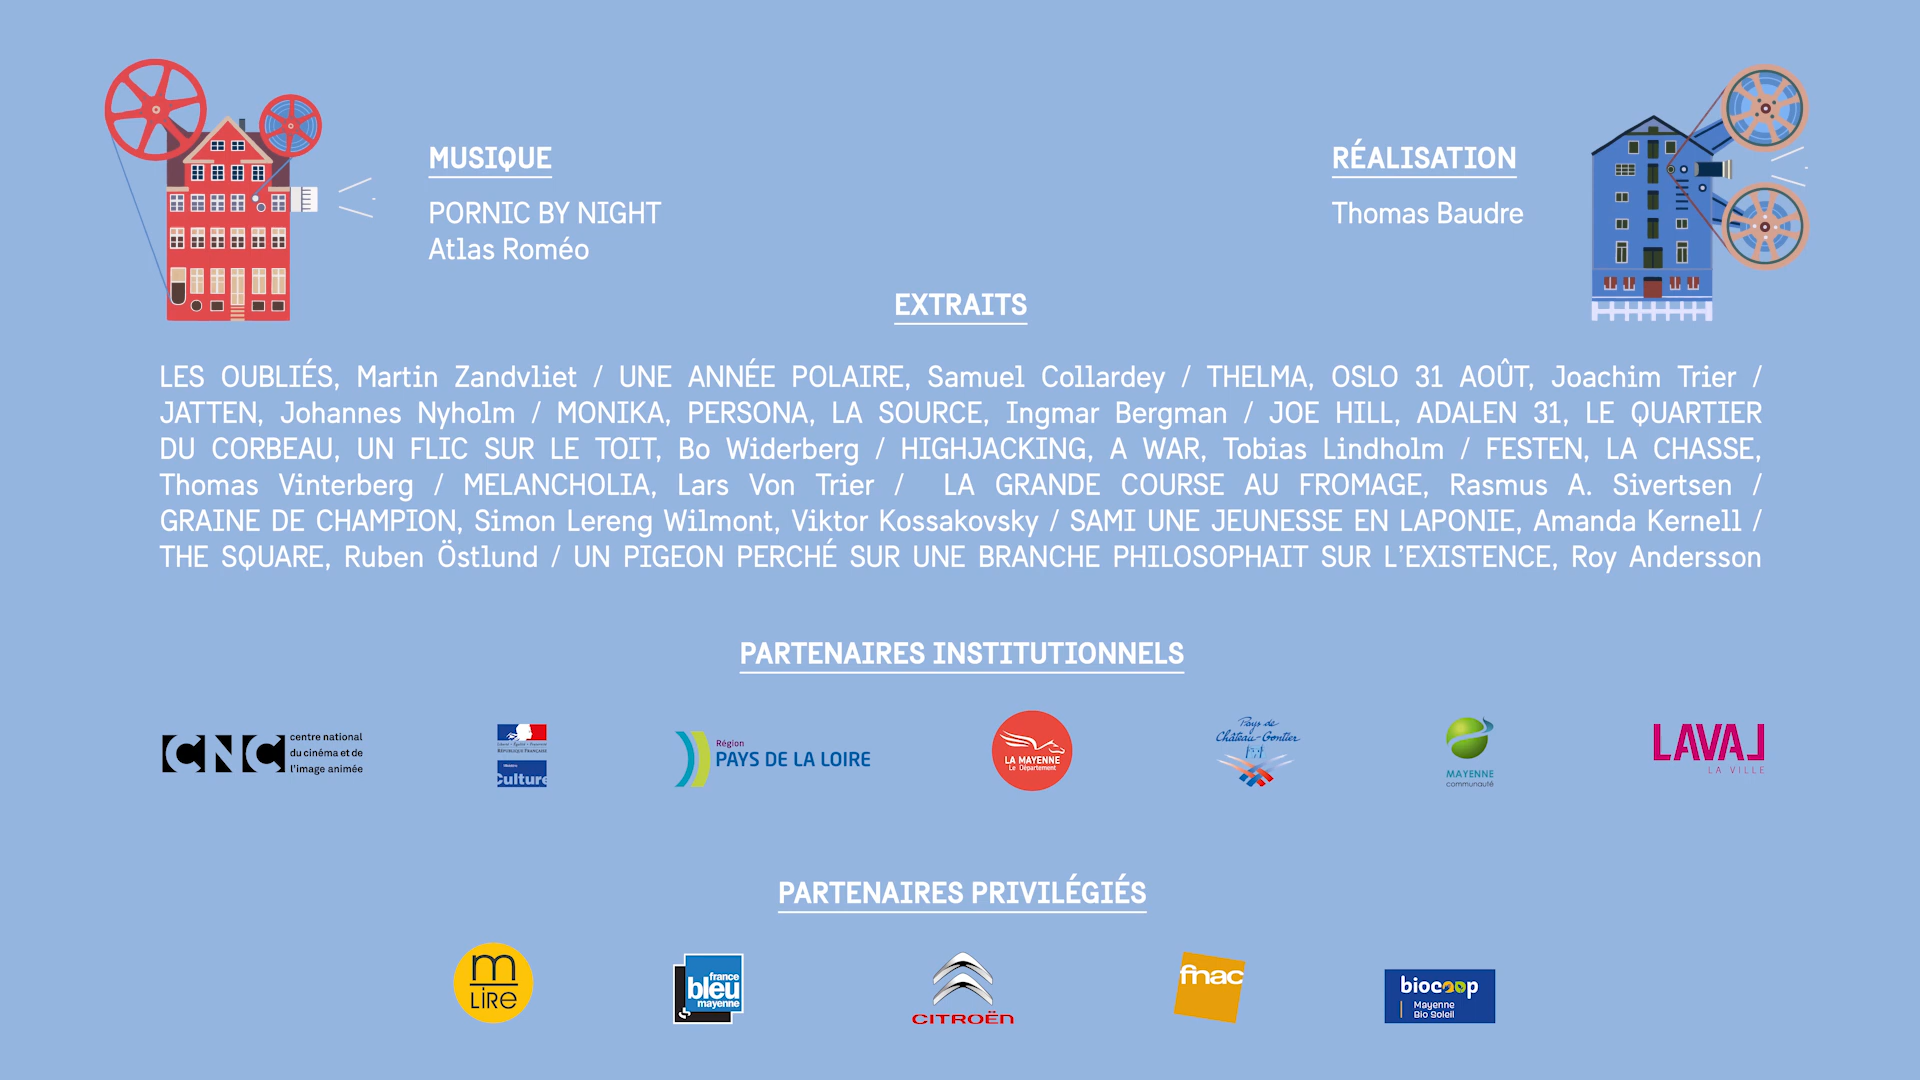 MUSIQUE
PORNIC BY NIGHT
Atlas Roméo
RÉALISATION
Thomas Baudre
EXTRAITS
LES OUBLIÉS, Martin Zandvliet / UNE ANNÉE POLAIRE, Samuel Collardey / THELMA, OSLO 31 AOÛT, Joachim Trier /
JATTEN, Johannes Nyholm / MONIKA, PERSONA, LA SOURCE, Ingmar Bergman / JOE HILL, ADALEN 31, LE QUARTIER
DU CORBEAU, UN FLIC SUR LE TOIT, Bo Widerberg / HIGHJACKING, A WAR, Tobias Lindholm / FESTEN, LA CHASSE,
Thomas Vinterberg / MELANCHOLIA, Lars Von Trier / LA GRANDE COURSE AU FROMAGE, Rasmus A. Sivertsen /
GRAINE DE CHAMPION, Simon Lereng Wilmont, Viktor Kossakovsky / SAMI UNE JEUNESSE EN LAPONIE, Amanda Kernell /
THE SQUARE, Ruben Östlund / UN PIGEON PERCHÉ SUR UNE BRANCHE PHILOSOPHAIT SUR L'EXISTENCE, Roy Andersson
PARTENAIRES INSTITUTIONNELS
CNC
centre national
du cinéma et de
l'image animée
RÉPUBLIQUE FRANÇAISE
Culture
Région
PAYS DE LA LOIRE
LA MAYENNE
Le Département
Pays de
Château-Gontier
MAYENNE
communauté
LAVAL
LA VILLE
PARTENAIRES PRIVILÉGIÉS
m
LiRe
france
bleu
mayenne
CITROËN
fnac
biocoop
Mayenne
Bio Soleil